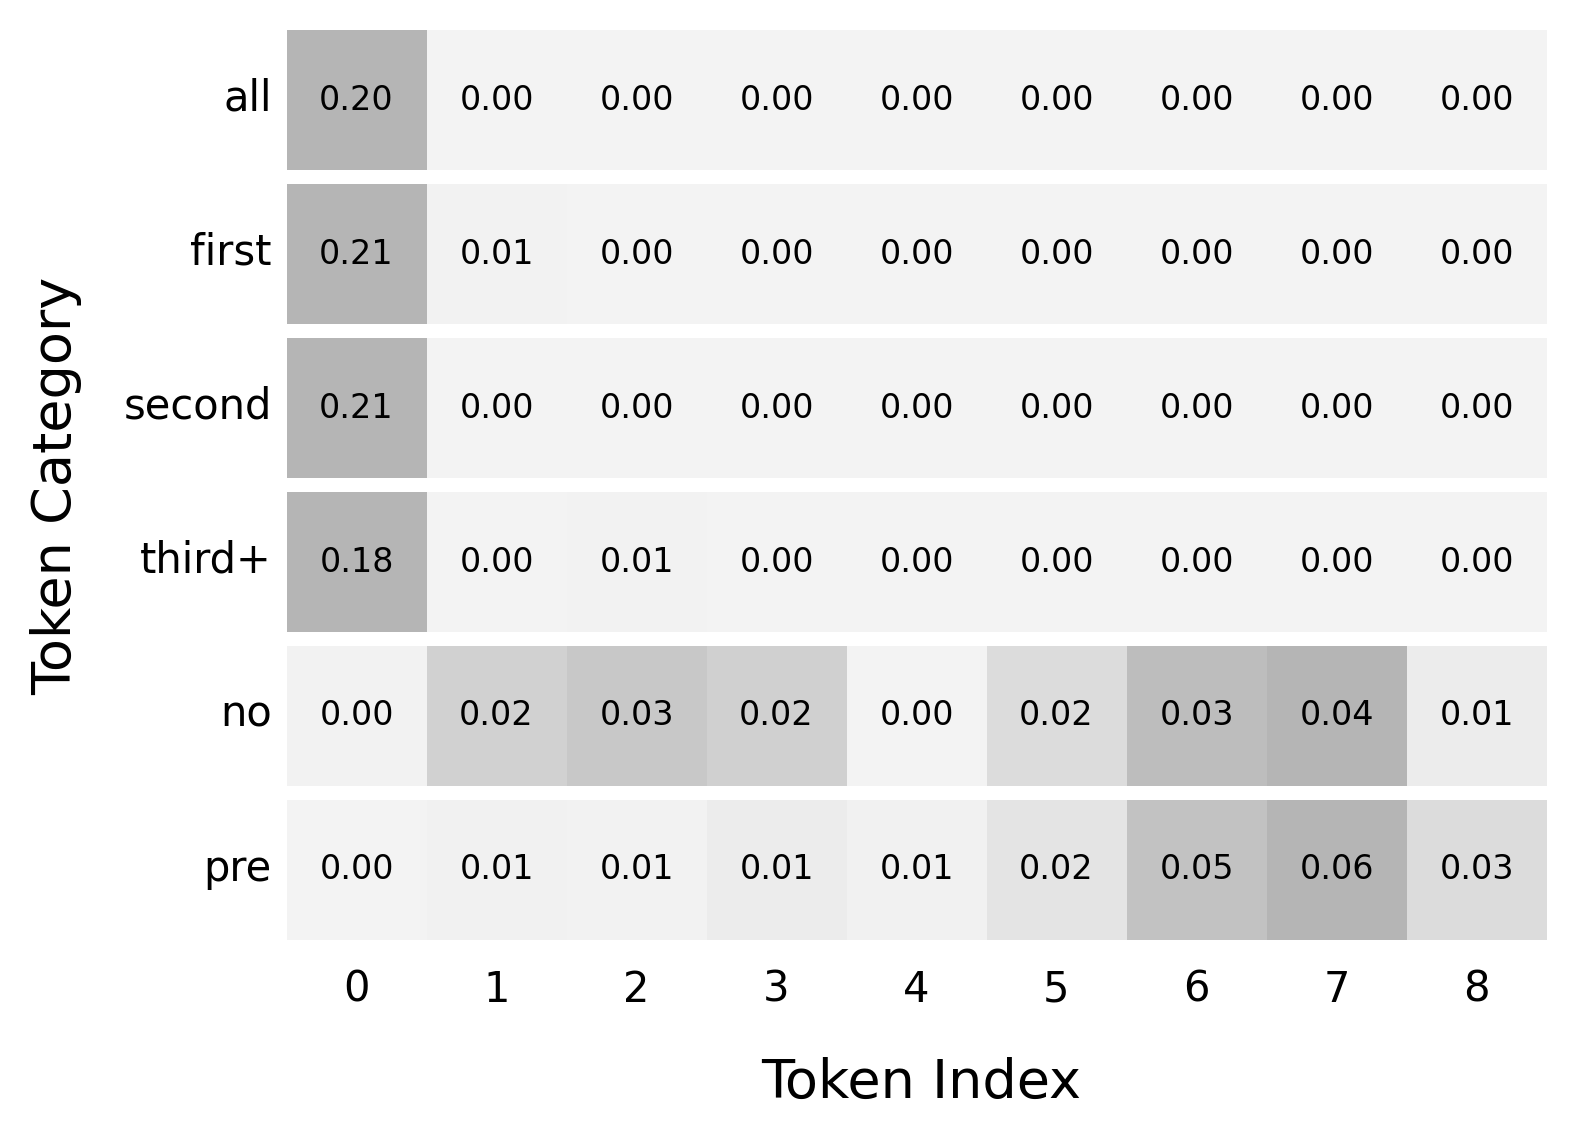 all 0.20 0.00 0.00 0.00 0.00 0.00 0.00 0.00 0.00
first 0.21 0.01 0.00 0.00 0.00 0.00 0.00 0.00 0.00
second 0.21 0.00 0.00 0.00 0.00 0.00 0.00 0.00 0.00
third+ 0.18 0.00 0.01 0.00 0.00 0.00 0.00 0.00 0.00
no 0.00 0.02 0.03 0.02 0.00 0.02 0.03 0.04 0.01
pre 0.00 0.01 0.01 0.01 0.01 0.02 0.05 0.06 0.03
0 1 2 3 4 5 6 7 8
Token Index
Token Category